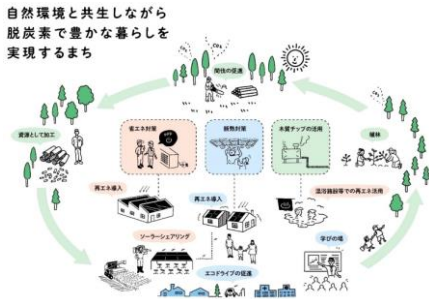 自然環境と共生しながら
脱炭素で豊かな暮らしを
実現するまち
間伐の促進
資源として加工
省エネ対策
断熱対策
木質チップの活用
植林
再エネ導入
再エネ導入
温浴施設等での再エネ活用
ソーラーシェアリング
学びの場
エコドライブの促進